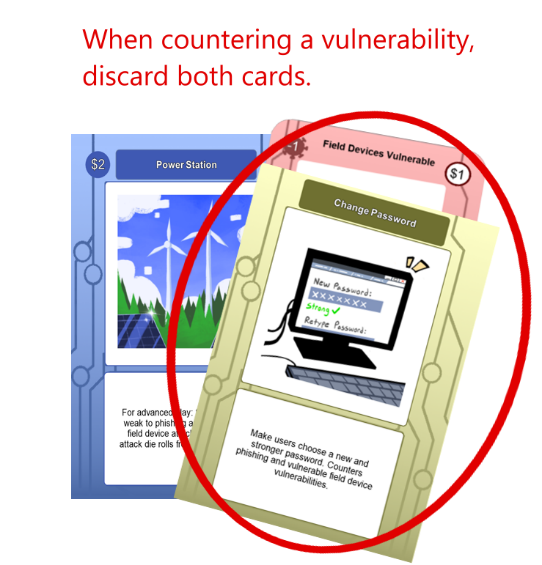 When countering a vulnerability,
discard both cards.
-1
Field Devices Vulnerable
$1
$2
Power Station
Change Password
New Password:
XXXXXXX
Strong ✓
Retype Password:
For advanced play:
weak to phishing a
field device attac
attack die rolls fr
Make users choose a new and
stronger password. Counters
phishing and vulnerable field device
vulnerabilities.